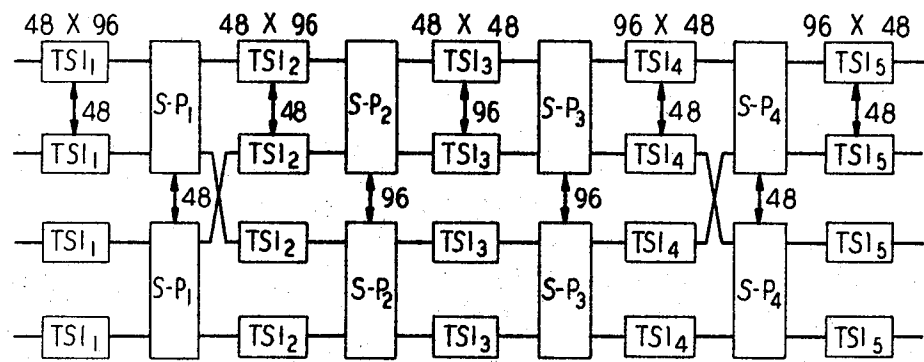 48 X 96 48 X 96 48 X 48 96 X 48 96 X 48
TSI1 TSI2 TSI3 TSI4 TSI5
S-P1 S-P2 S-P3 S-P4
48 48 96 48 48
TSI1 TSI2 TSI3 TSI4 TSI5
48 96 96 48
TSI1 TSI2 TSI3 TSI4 TSI5
S-P1 S-P2 S-P3 S-P4
TSI1 TSI2 TSI3 TSI4 TSI5